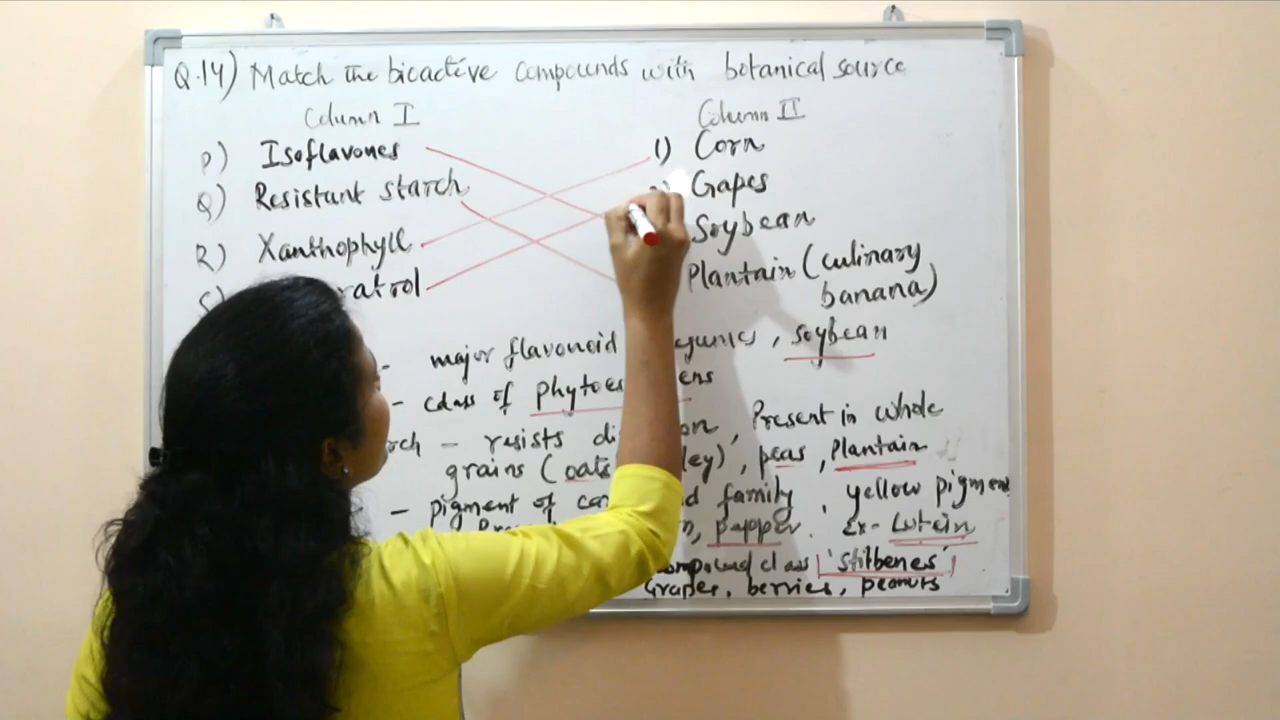 Q.14) Match the bioactive compounds with botanical source
Column I Column II
P) Isoflavones 1) Corn
Q) Resistant starch Gapes
R) Xanthophyll Soybean
Plantain (culinary
banana)
- major flavonoid , soybean
- class of
- resists , Present in whole
grains (oats peas, Plantain
- pigment of family , yellow pigment
pepper. Ex- Lutein
class 'stilbenes'
Grapes, berries, peanuts